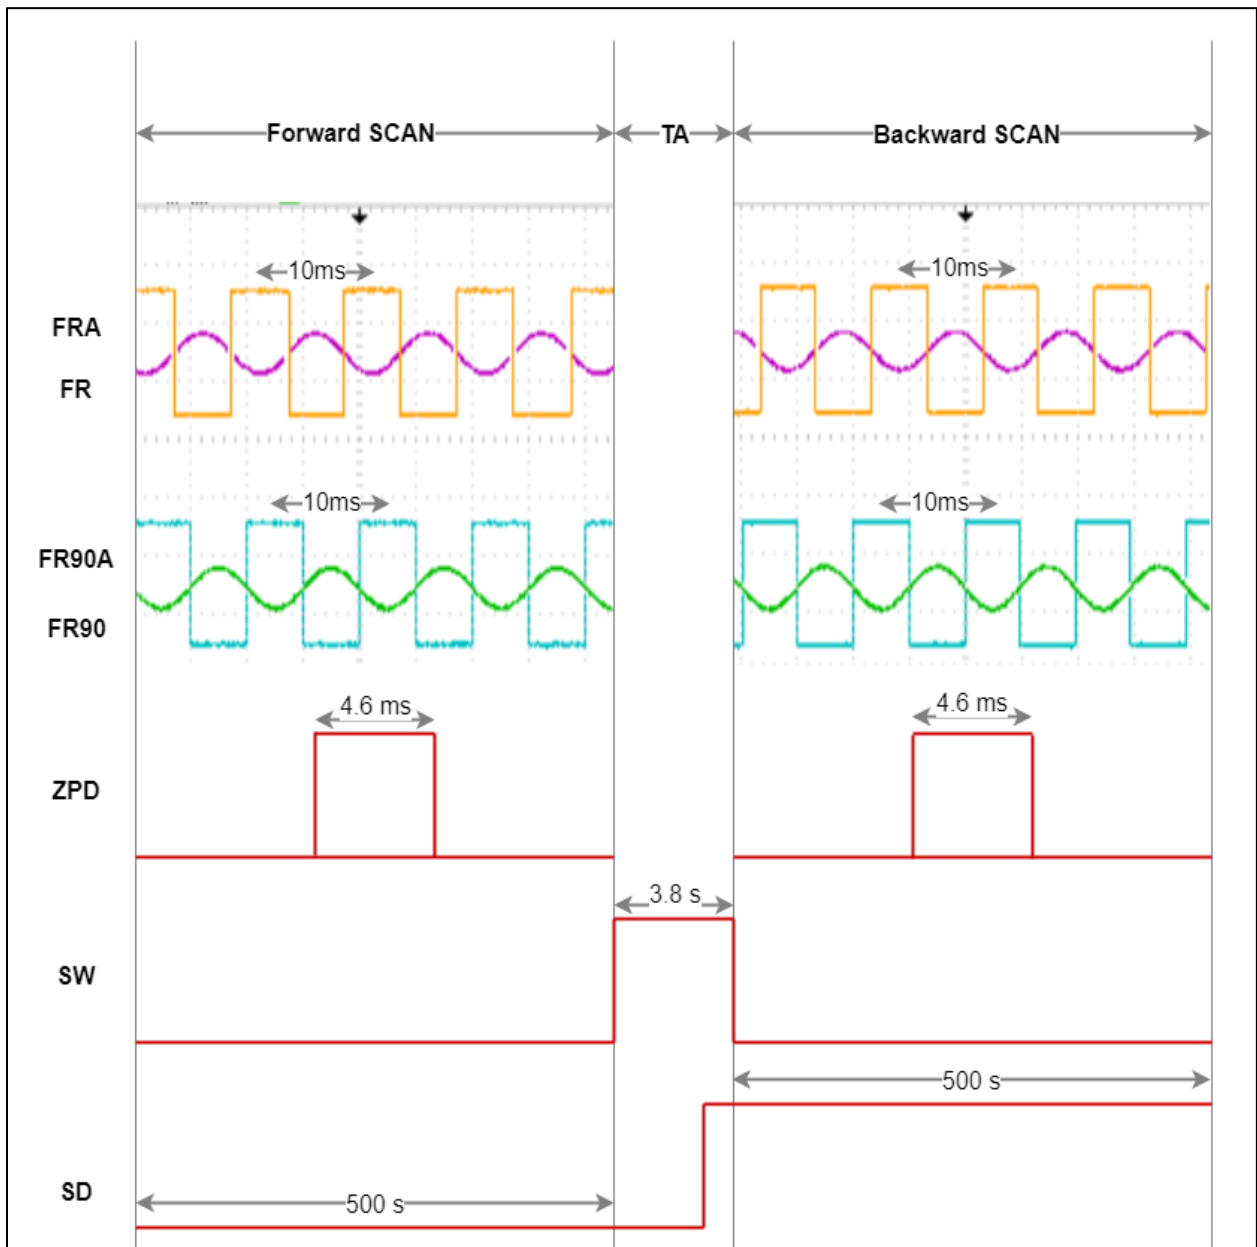 Forward SCAN
TA
Backward SCAN
10ms
10ms
FRA
FR
10ms
10ms
FR90A
FR90
4.6 ms
4.6 ms
ZPD
3.8 s
SW
500 s
SD
500 s